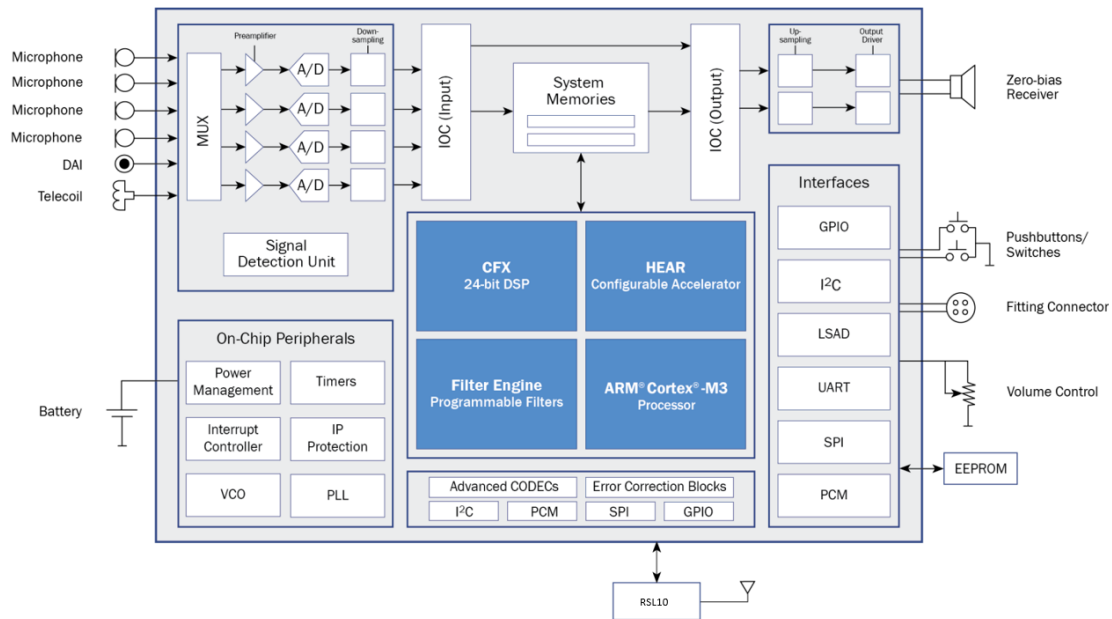 Microphone
Microphone
Microphone
Microphone
DAI
Telecoil
MUX
Preamplifier
Down-
sampling
A/D
A/D
A/D
A/D
Signal
Detection Unit
IOC (Input)
System
Memories
IOC (Output)
Up-
sampling
Output
Driver
Zero-bias
Receiver
CFX
24-bit DSP
HEAR
Configurable Accelerator
Filter Engine
Programmable Filters
ARM® Cortex®-M3
Processor
Interfaces
GPIO
I²C
LSAD
UART
SPI
PCM
Pushbuttons/
Switches
Fitting Connector
Volume Control
EEPROM
On-Chip Peripherals
Power
Management
Timers
Interrupt
Controller
IP
Protection
VCO
PLL
Battery
Advanced CODECs
Error Correction Blocks
I²C
PCM
SPI
GPIO
RSL10